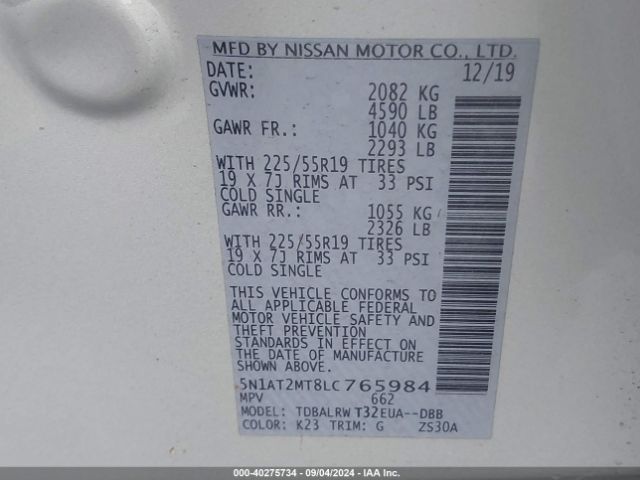 MFD BY NISSAN MOTOR CO., LTD.
DATE: 12/19
GVWR: 2082 KG
4590 LB
GAWR FR.: 1040 KG
2293 LB
WITH 225/55R19 TIRES
19 X 7J RIMS AT 33 PSI
COLD SINGLE
GAWR RR.: 1055 KG
2326 LB
WITH 225/55R19 TIRES
19 X 7J RIMS AT 33 PSI
COLD SINGLE
THIS VEHICLE CONFORMS TO
ALL APPLICABLE FEDERAL
MOTOR VEHICLE SAFETY AND
THEFT PREVENTION
STANDARDS IN EFFECT ON
THE DATE OF MANUFACTURE
SHOWN ABOVE.
5N1AT2MT8LC765984
MPV 662
MODEL: TDBALRW T32EUA--DBB
COLOR: K23 TRIM: G ZS30A
000-40275734 - 09/04/2024 - IAA Inc.